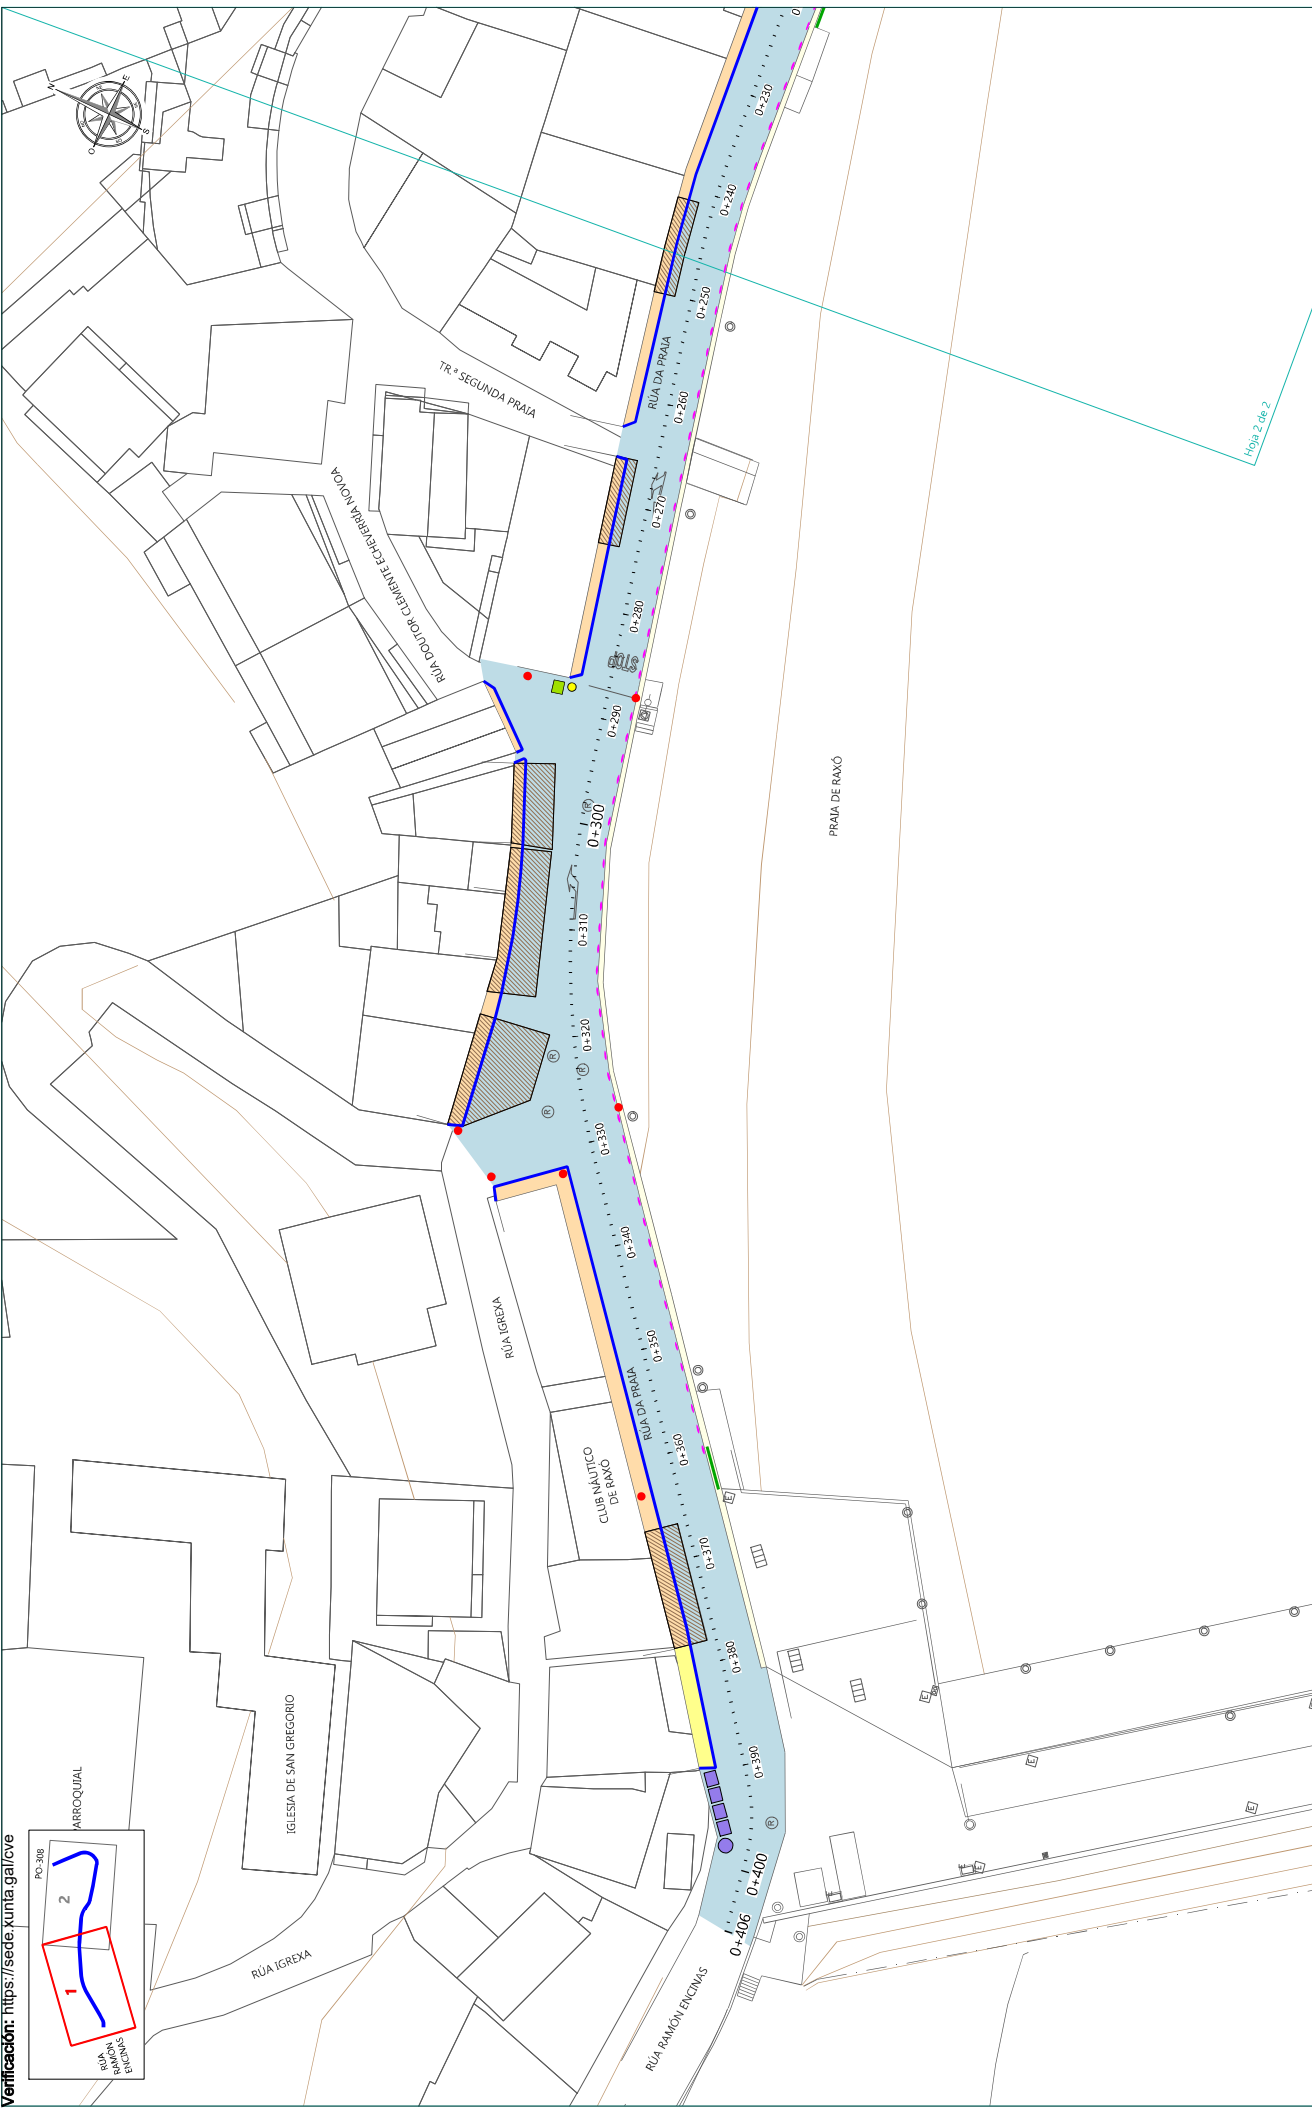 N
E
S
O
0+230
0+240
0+250
RÚA DA PRAIA
0+260
TR.ª SEGUNDA PRAIA
Hoja 2 de 2
0+270
RÚA DOUTOR CLEMENTE ECHEVERRÍA NOVOA
0+280
STOP
0+290
R
0+300
PRAIA DE RAXÓ
0+310
0+320
R
R
R
0+330
0+340
RÚA IGREXA
0+350
RÚA DA PRAIA
0+360
CLUB NÁUTICO
DE RAXÓ
E
0+370
0+380
E
IGLESIA DE SAN GREGORIO
0+390
E
ARROQUIAL
E
R
0+400
E
0+406
RÚA IGREXA
RÚA RAMÓN ENCINAS
PO-308
2
1
RÚA
RAMÓN
ENCINAS
Verificación: https://sede.xunta.gal/cve